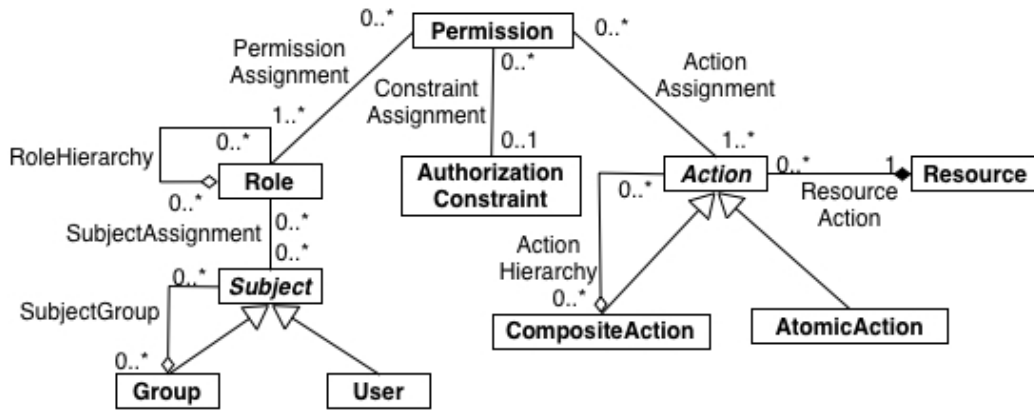 0..*
Permission
0..*
Permission
Assignment
0..*
Action
Assignment
Constraint
Assignment
1..*
0..*
0..1
1..*
RoleHierarchy
0..*
Role
Authorization
Constraint
0..*
Action
0..*
1
Resource
Resource
Action
0..*
SubjectAssignment
0..*
0..*
Action
Hierarchy
0..*
Subject
SubjectGroup
0..*
CompositeAction
AtomicAction
0..*
Group
User